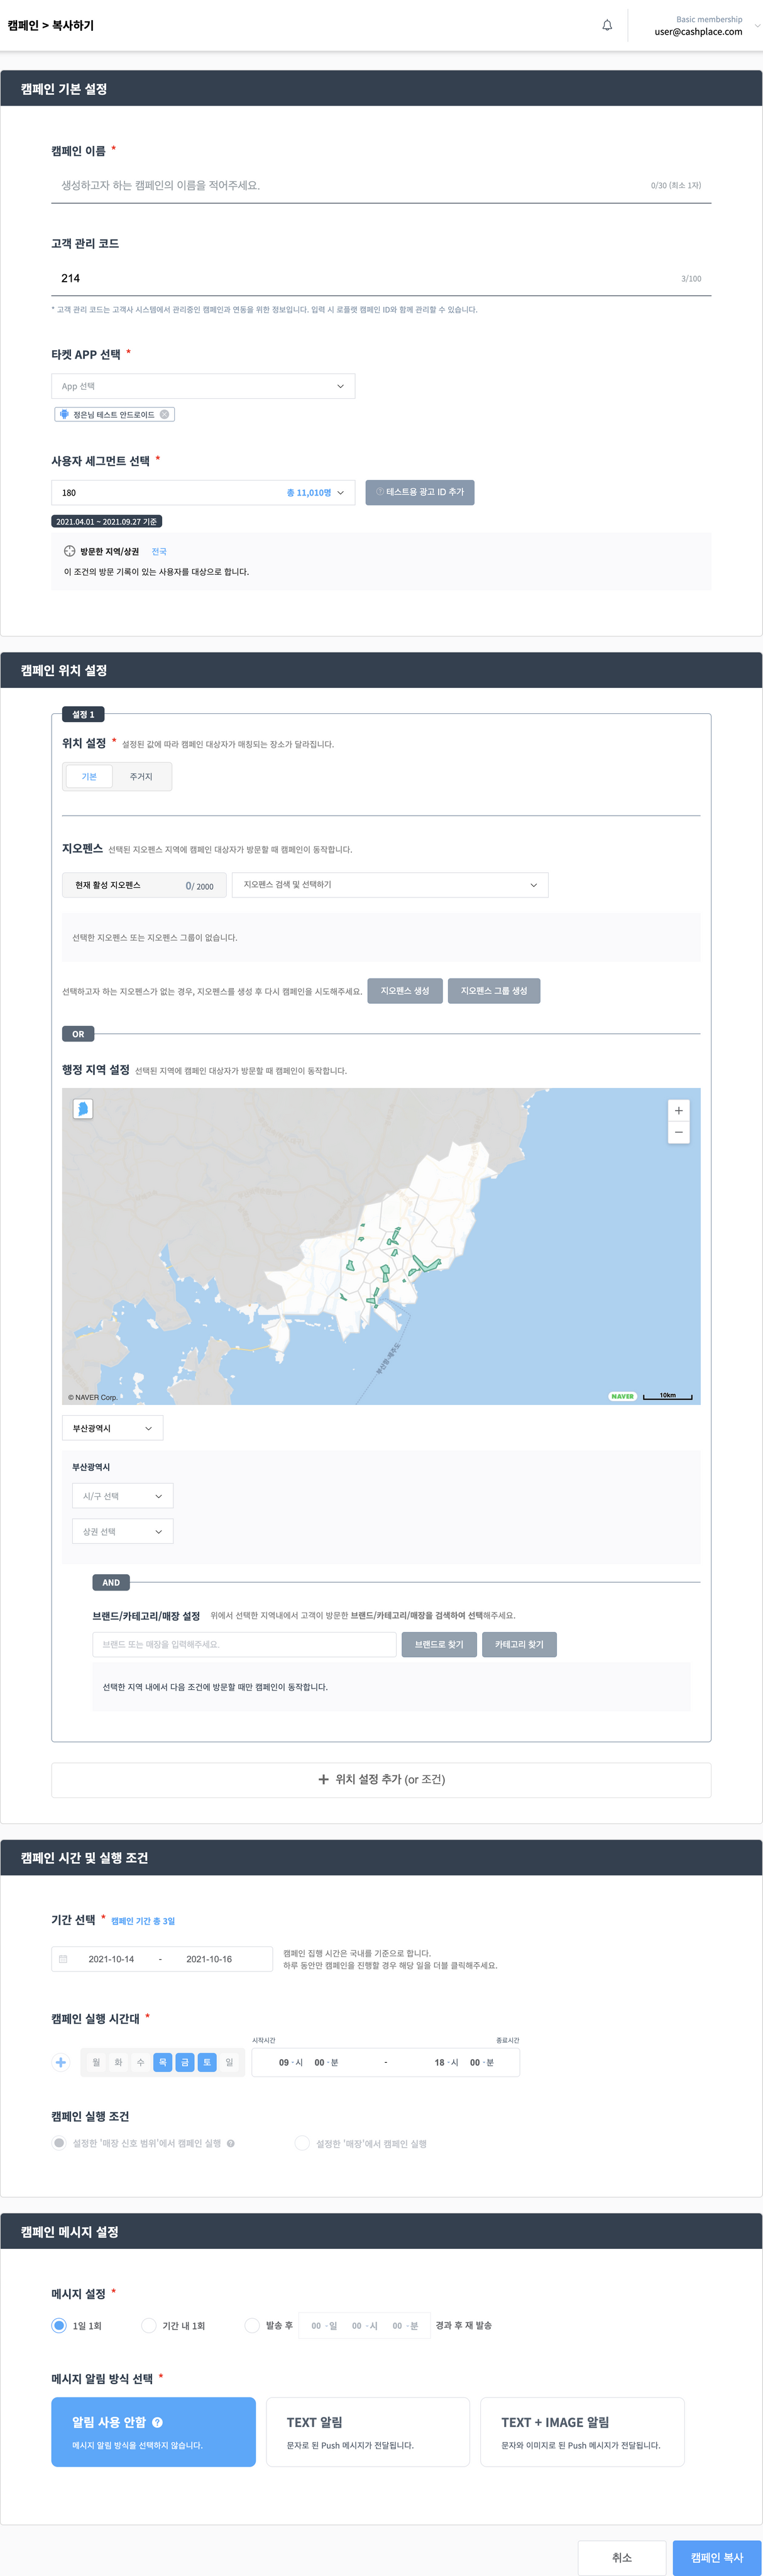 캠페인 > 복사하기
Basic membership
user@cashplace.com
캠페인 기본 설정
캠페인 이름 *
생성하고자 하는 캠페인의 이름을 적어주세요.
0/30 (최소 1자)
고객 관리 코드
214
3/100
* 고객 관리 코드는 고객사 시스템에서 관리중인 캠페인과 연동을 위한 정보입니다. 입력 시 로플랫 캠페인 ID와 함께 관리할 수 있습니다.
타켓 APP 선택 *
App 선택
정은님 테스트 안드로이드
사용자 세그먼트 선택 *
180
총 11,010명
? 테스트용 광고 ID 추가
2021.04.01 ~ 2021.09.27 기준
방문한 지역/상권 전국
이 조건의 방문 기록이 있는 사용자를 대상으로 합니다.
캠페인 위치 설정
설정 1
위치 설정 * 설정된 값에 따라 캠페인 대상자가 매칭되는 장소가 달라집니다.
기본 주거지
지오펜스 선택된 지오펜스 지역에 캠페인 대상자가 방문할 때 캠페인이 동작합니다.
현재 활성 지오펜스 0/ 2000
지오펜스 검색 및 선택하기
선택한 지오펜스 또는 지오펜스 그룹이 없습니다.
선택하고자 하는 지오펜스가 없는 경우, 지오펜스를 생성 후 다시 캠페인을 시도해주세요.
지오펜스 생성
지오펜스 그룹 생성
OR
행정 지역 설정 선택된 지역에 캠페인 대상자가 방문할 때 캠페인이 동작합니다.
+
−
부산항-제주항
© NAVER Corp.
NAVER
10km
부산광역시
부산광역시
시/구 선택
상권 선택
AND
브랜드/카테고리/매장 설정 위에서 선택한 지역내에서 고객이 방문한 브랜드/카테고리/매장을 검색하여 선택해주세요.
브랜드 또는 매장을 입력해주세요.
브랜드로 찾기
카테고리 찾기
선택한 지역 내에서 다음 조건에 방문할 때만 캠페인이 동작합니다.
+ 위치 설정 추가 (or 조건)
캠페인 시간 및 실행 조건
기간 선택 * 캠페인 기간 총 3일
2021-10-14 - 2021-10-16
캠페인 집행 시간은 국내를 기준으로 합니다.
하루 동안만 캠페인을 진행할 경우 해당 일을 더블 클릭해주세요.
캠페인 실행 시간대 *
시작시간 종료시간
월 화 수 목 금 토 일
09 시 00 분 - 18 시 00 분
캠페인 실행 조건
설정한 '매장 신호 범위'에서 캠페인 실행 ?
설정한 '매장'에서 캠페인 실행
캠페인 메시지 설정
메시지 설정 *
1일 1회 기간 내 1회 발송 후 00 일 00 시 00 분 경과 후 재 발송
메시지 알림 방식 선택 *
알림 사용 안함 ?
메시지 알림 방식을 선택하지 않습니다.
TEXT 알림
문자로 된 Push 메시지가 전달됩니다.
TEXT + IMAGE 알림
문자와 이미지로 된 Push 메시지가 전달됩니다.
취소
캠페인 복사